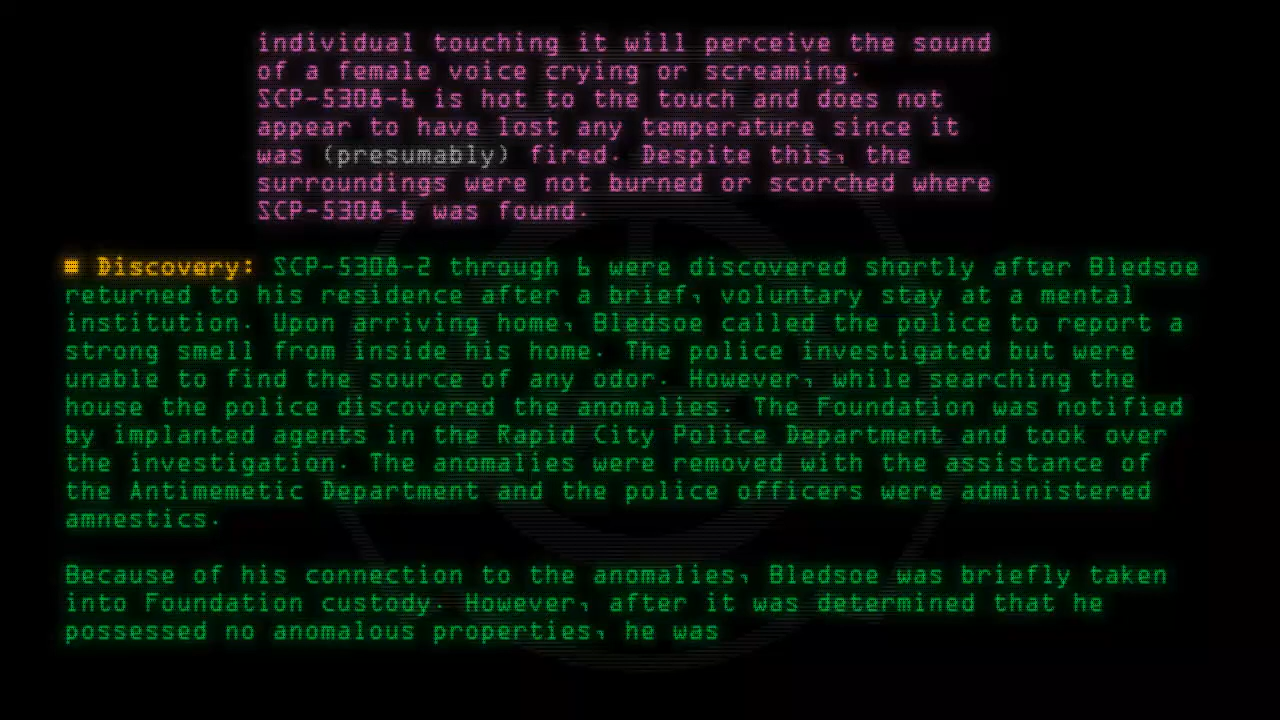 individual touching it will perceive the sound
of a female voice crying or screaming.
SCP-5308-6 is hot to the touch and does not
appear to have lost any temperature since it
was (presumably) fired. Despite this, the
surroundings were not burned or scorched where
SCP-5308-6 was found.
■ Discovery: SCP-5308-2 through 6 were discovered shortly after Bledsoe
returned to his residence after a brief, voluntary stay at a mental
institution. Upon arriving home, Bledsoe called the police to report a
strong smell from inside his home. The police investigated but were
unable to find the source of any odor. However, while searching the
house the police discovered the anomalies. The Foundation was notified
by implanted agents in the Rapid City Police Department and took over
the investigation. The anomalies were removed with the assistance of
the Antimemetic Department and the police officers were administered
amnestics.
Because of his connection to the anomalies, Bledsoe was briefly taken
into Foundation custody. However, after it was determined that he
possessed no anomalous properties, he was